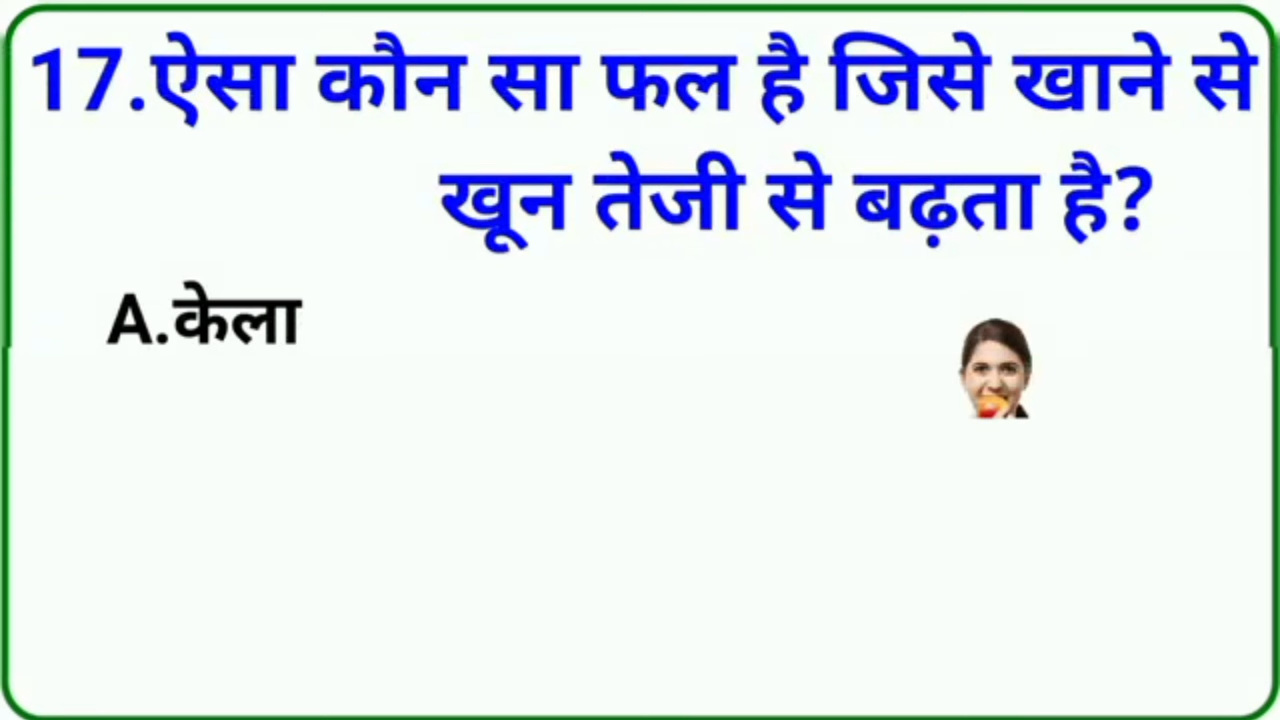 17.ऐसा कौन सा फल है जिसे खाने से
खून तेजी से बढ़ता है?
A.केला